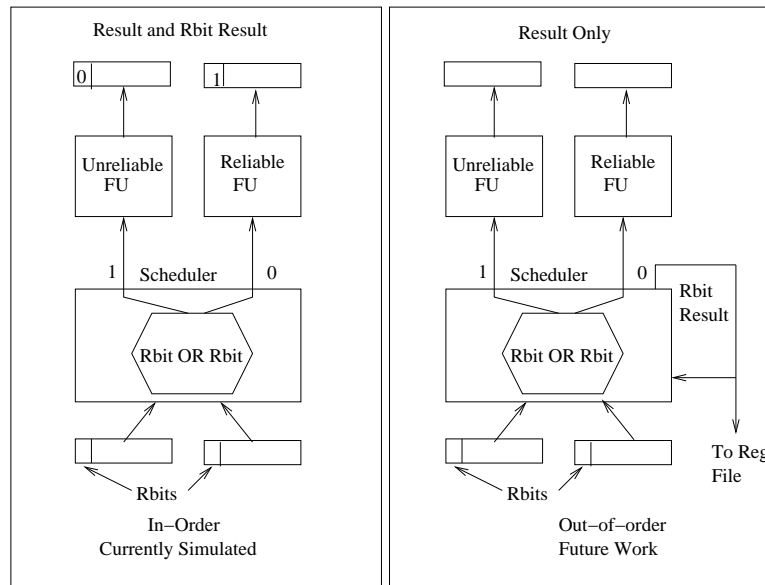 Result and Rbit Result
0
1
Unreliable
FU
Reliable
FU
1
Scheduler
0
Rbit OR Rbit
Rbits
In−Order
Currently Simulated
Result Only
Unreliable
FU
Reliable
FU
1
Scheduler
0
Rbit
Result
Rbit OR Rbit
To Reg
File
Rbits
Out−of−order
Future Work